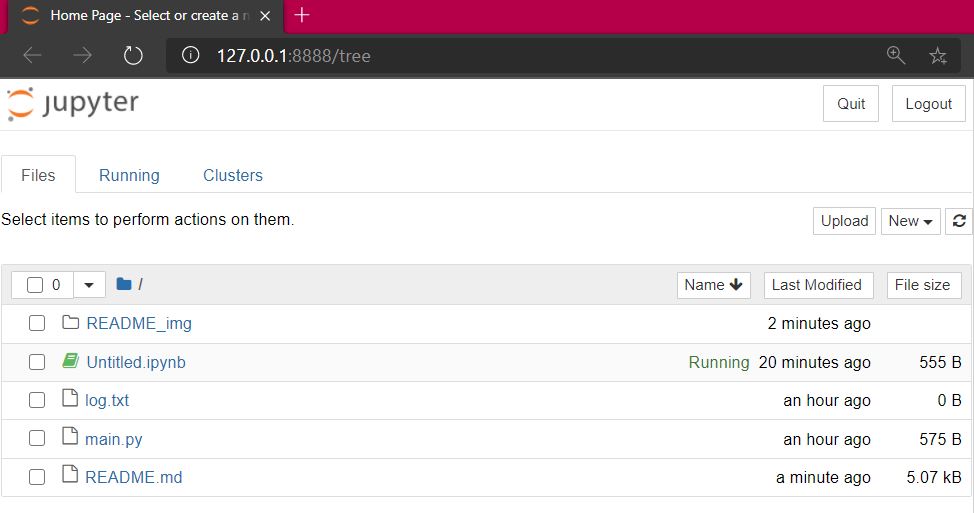 Home Page - Select or create a n
127.0.0.1:8888/tree
jupyter Quit Logout
Files Running Clusters
Select items to perform actions on them. Upload New
0 / Name Last Modified File size
README_img 2 minutes ago
Untitled.ipynb Running 20 minutes ago 555 B
log.txt an hour ago 0 B
main.py an hour ago 575 B
README.md a minute ago 5.07 kB